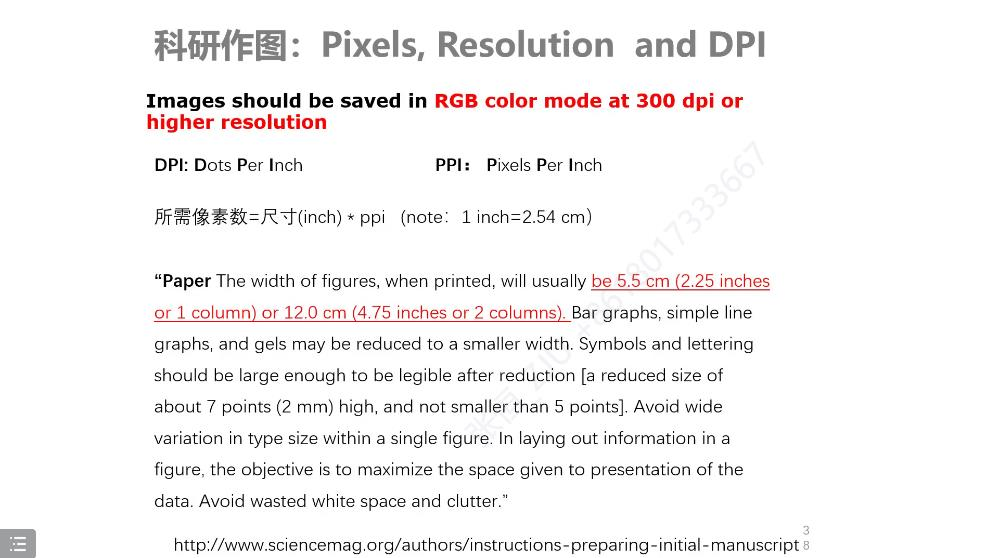 科研作图：Pixels, Resolution and DPI
Images should be saved in RGB color mode at 300 dpi or
higher resolution
DPI: Dots Per Inch
PPI： Pixels Per Inch
所需像素数=尺寸(inch) * ppi (note：1 inch=2.54 cm）
“Paper The width of figures, when printed, will usually be 5.5 cm (2.25 inches
or 1 column) or 12.0 cm (4.75 inches or 2 columns). Bar graphs, simple line
graphs, and gels may be reduced to a smaller width. Symbols and lettering
should be large enough to be legible after reduction [a reduced size of
about 7 points (2 mm) high, and not smaller than 5 points]. Avoid wide
variation in type size within a single figure. In laying out information in a
figure, the objective is to maximize the space given to presentation of the
data. Avoid wasted white space and clutter.”
http://www.sciencemag.org/authors/instructions-preparing-initial-manuscript
38